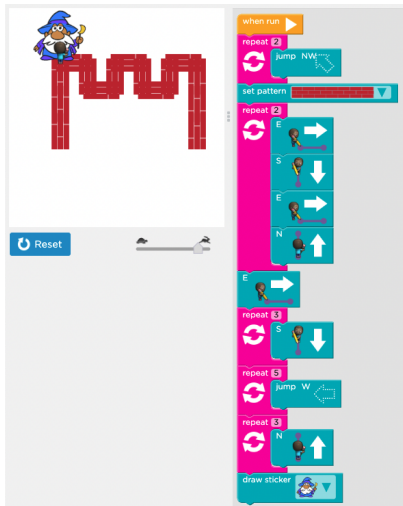 when run
repeat 2
jump NW
set pattern
repeat 2
E
S
E
N
E
repeat 3
S
Reset
repeat 5
jump W
repeat 3
N
draw sticker